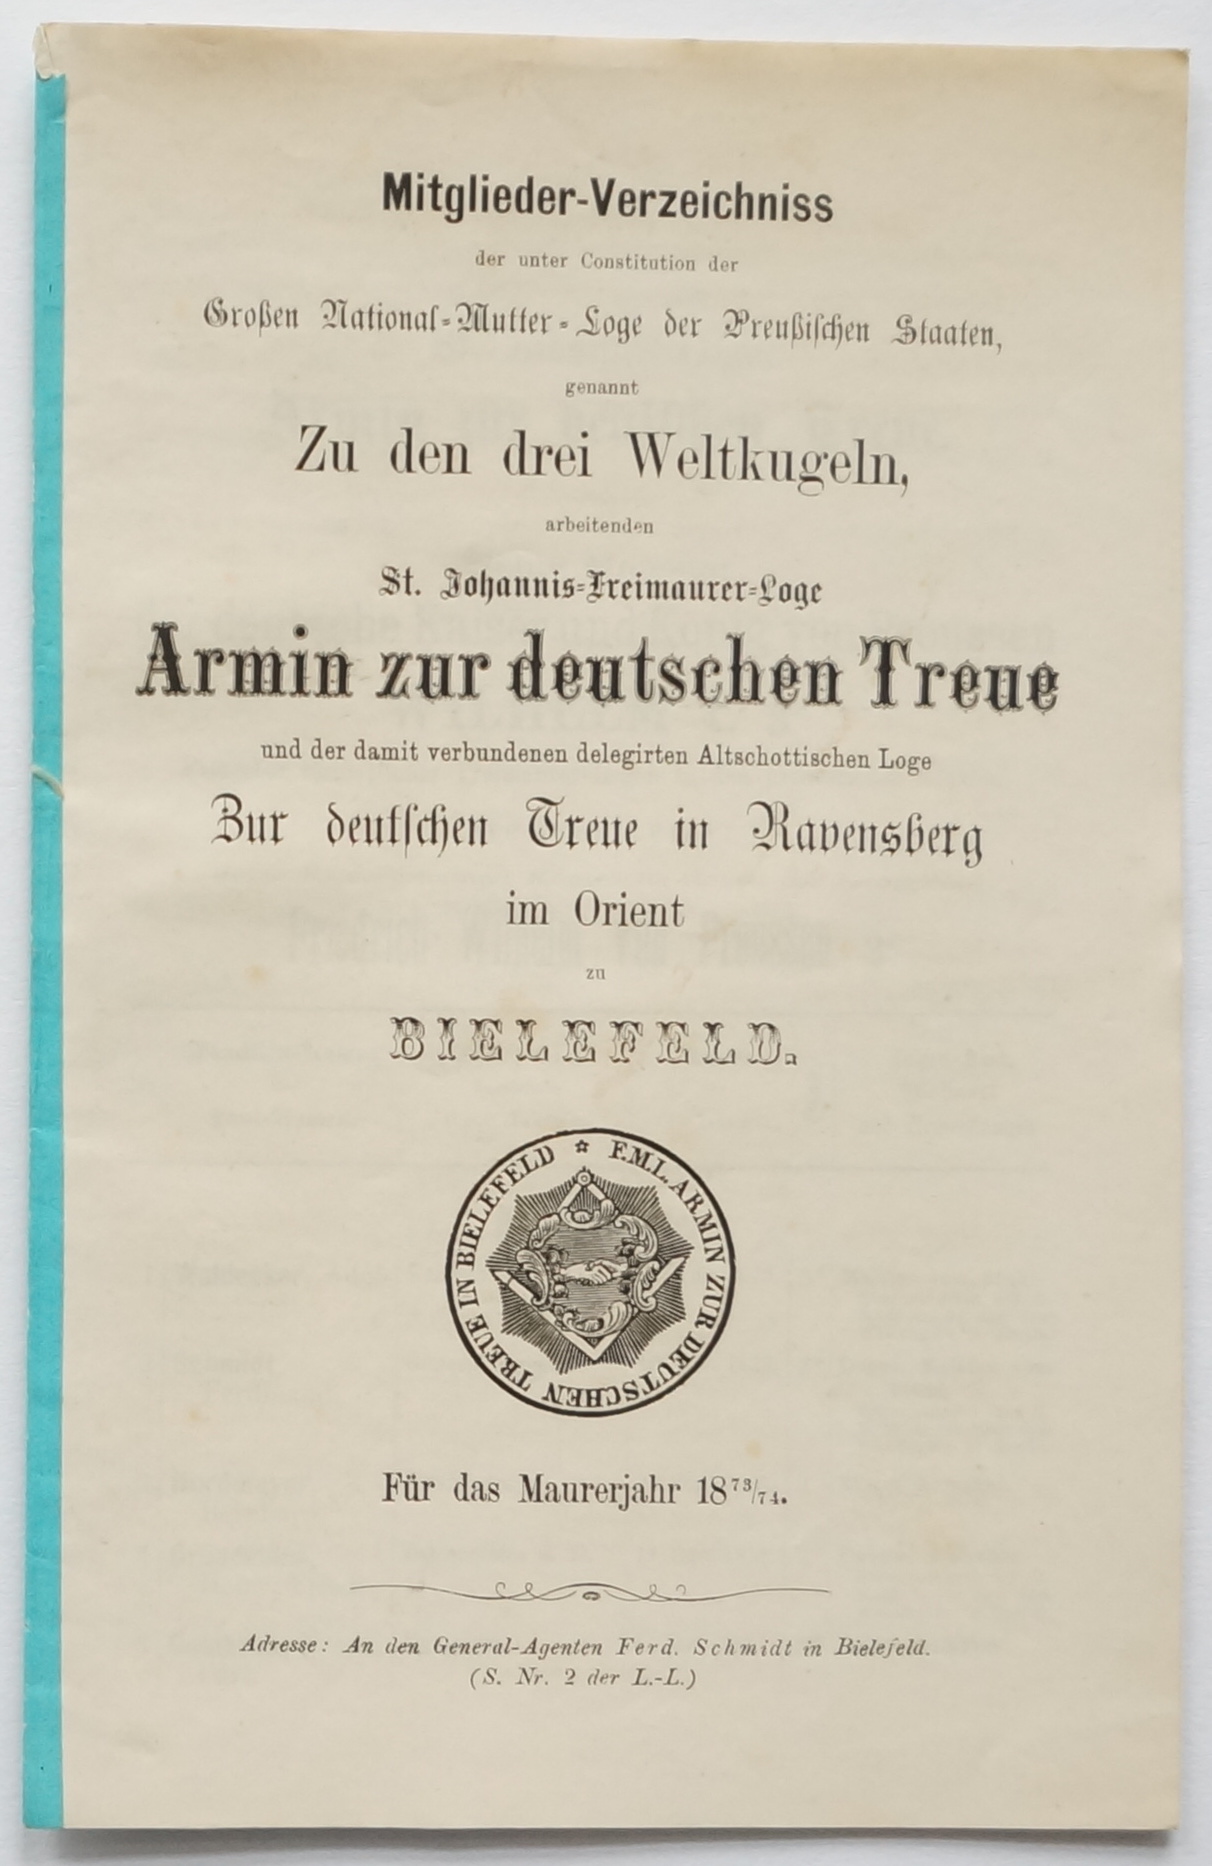 Mitglieder-Verzeichniss
der unter Constitution der
Großen National-Mutter-Loge der Preußischen Staaten,
genannt
Zu den drei Weltkugeln,
arbeitenden
St. Johannis-Freimaurer-Loge
Armin zur deutschen Treue
und der damit verbundenen delegirten Altschottischen Loge
Zur deutschen Treue in Ravensberg
im Orient
zu
BIELEFELD.
F.M.L. ARMIN ZUR DEUTSCHEN TREUE IN BIELEFELD
Für das Maurerjahr 18 73/74.
Adresse: An den General-Agenten Ferd. Schmidt in Bielefeld.
(S. Nr. 2 der L.-L.)